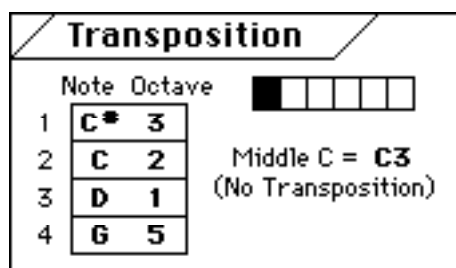 Transposition
Note Octave
1 C# 3
2 C 2
3 D 1
4 G 5
Middle C = C3
(No Transposition)